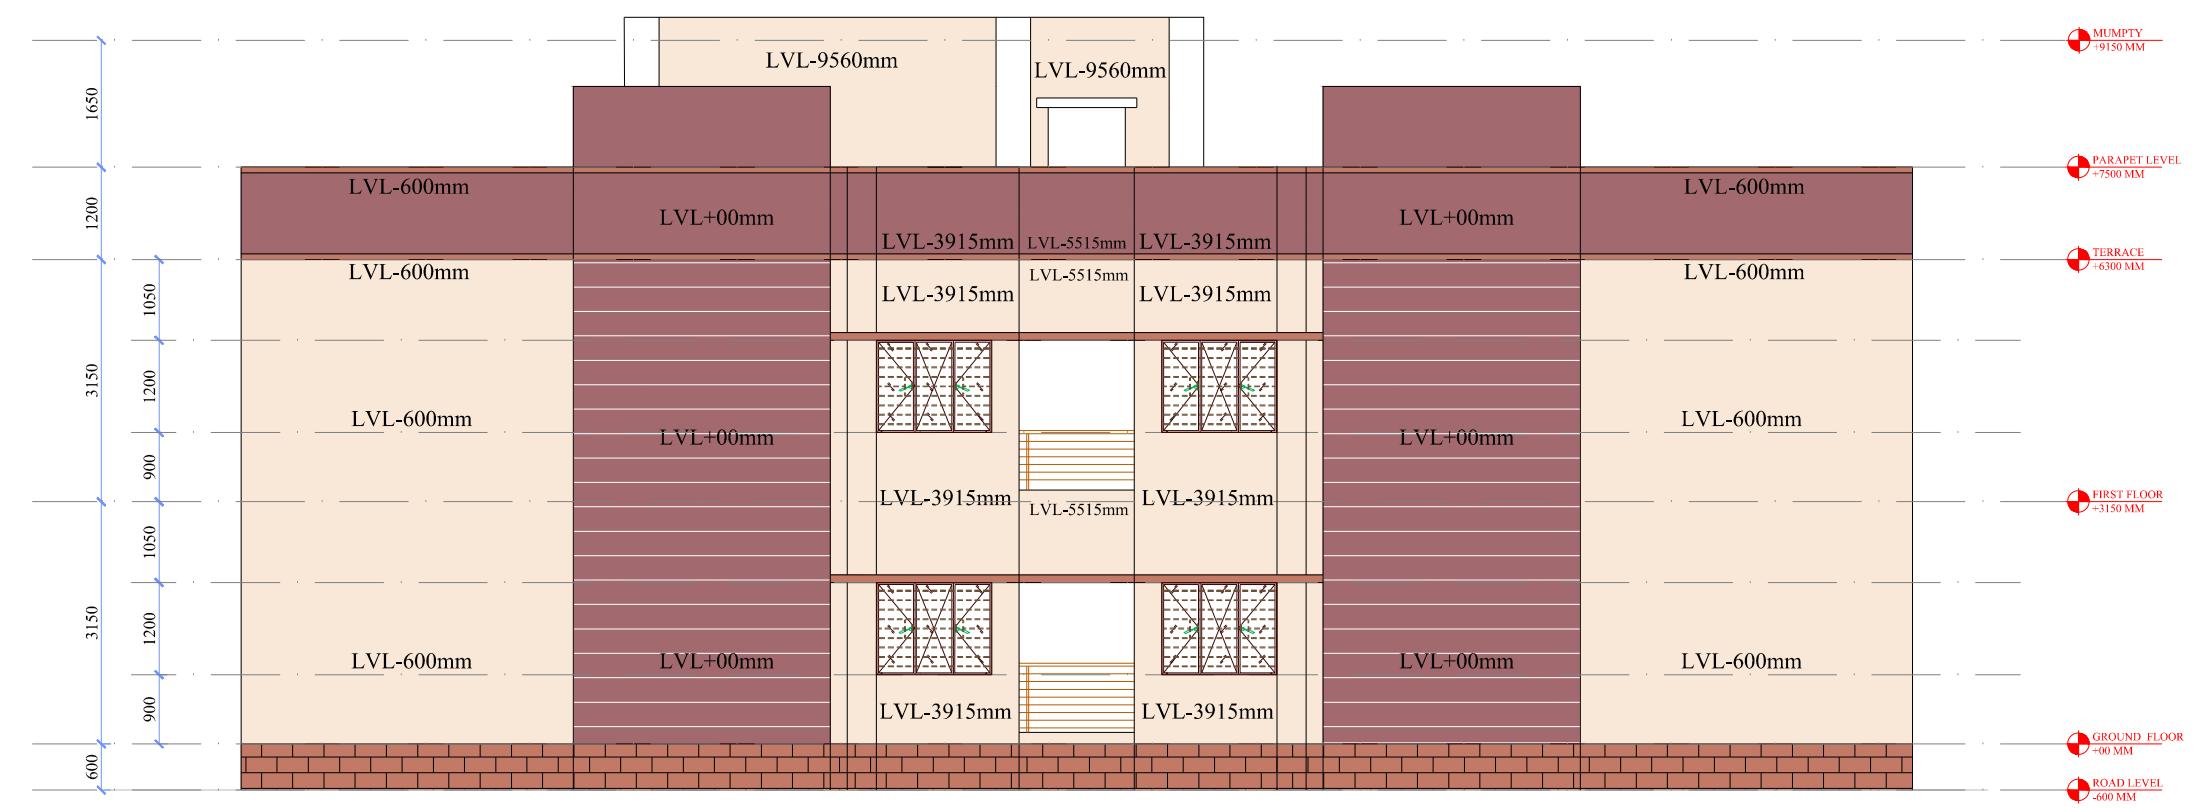 MUMPTY
+9150 MM
LVL-9560mm
LVL-9560mm
1650
PARAPET LEVEL
+7500 MM
LVL-600mm
LVL-600mm
1200
LVL+00mm
LVL+00mm
LVL-3915mm
LVL-5515mm
LVL-3915mm
TERRACE
+6300 MM
LVL-600mm
LVL-5515mm
LVL-600mm
1050
LVL-3915mm
LVL-3915mm
3150
1200
LVL-600mm
LVL-600mm
LVL+00mm
LVL+00mm
900
LVL-3915mm
LVL-3915mm
FIRST FLOOR
+3150 MM
LVL-5515mm
1050
3150
1200
LVL-600mm
LVL+00mm
LVL+00mm
LVL-600mm
900
LVL-3915mm
LVL-3915mm
GROUND FLOOR
+00 MM
600
ROAD LEVEL
-600 MM